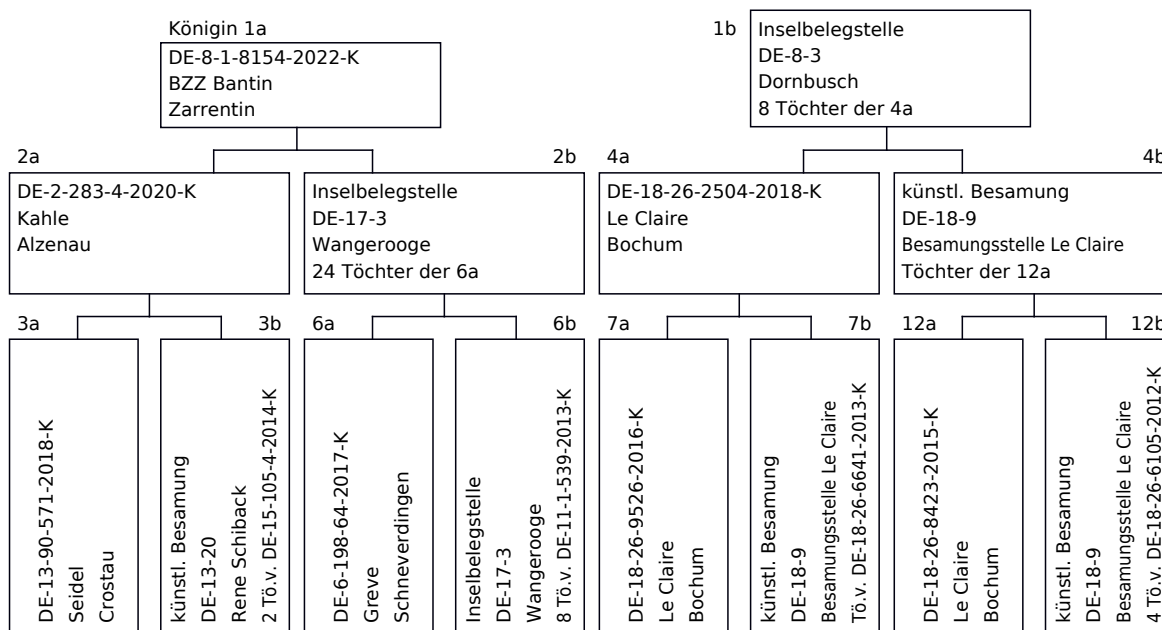 Königin 1a
DE-8-1-8154-2022-K
BZZ Bantin
Zarrentin
1b
Inselbelegstelle
DE-8-3
Dornbusch
8 Töchter der 4a
2a
DE-2-283-4-2020-K
Kahle
Alzenau
2b
Inselbelegstelle
DE-17-3
Wangerooge
24 Töchter der 6a
4a
DE-18-26-2504-2018-K
Le Claire
Bochum
4b
künstl. Besamung
DE-18-9
Besamungsstelle Le Claire
Töchter der 12a
3a
DE-13-90-571-2018-K
Seidel
Crostau
3b
künstl. Besamung
DE-13-20
Rene Schiback
2 Tö.v. DE-15-105-4-2014-K
6a
DE-6-198-64-2017-K
Greve
Schneverdingen
6b
Inselbelegstelle
DE-17-3
Wangerooge
8 Tö.v. DE-11-1-539-2013-K
7a
DE-18-26-9526-2016-K
Le Claire
Bochum
7b
künstl. Besamung
DE-18-9
Besamungsstelle Le Claire
Tö.v. DE-18-26-6641-2013-K
12a
DE-18-26-8423-2015-K
Le Claire
Bochum
12b
künstl. Besamung
DE-18-9
Besamungsstelle Le Claire
4 Tö.v. DE-18-26-6105-2012-K